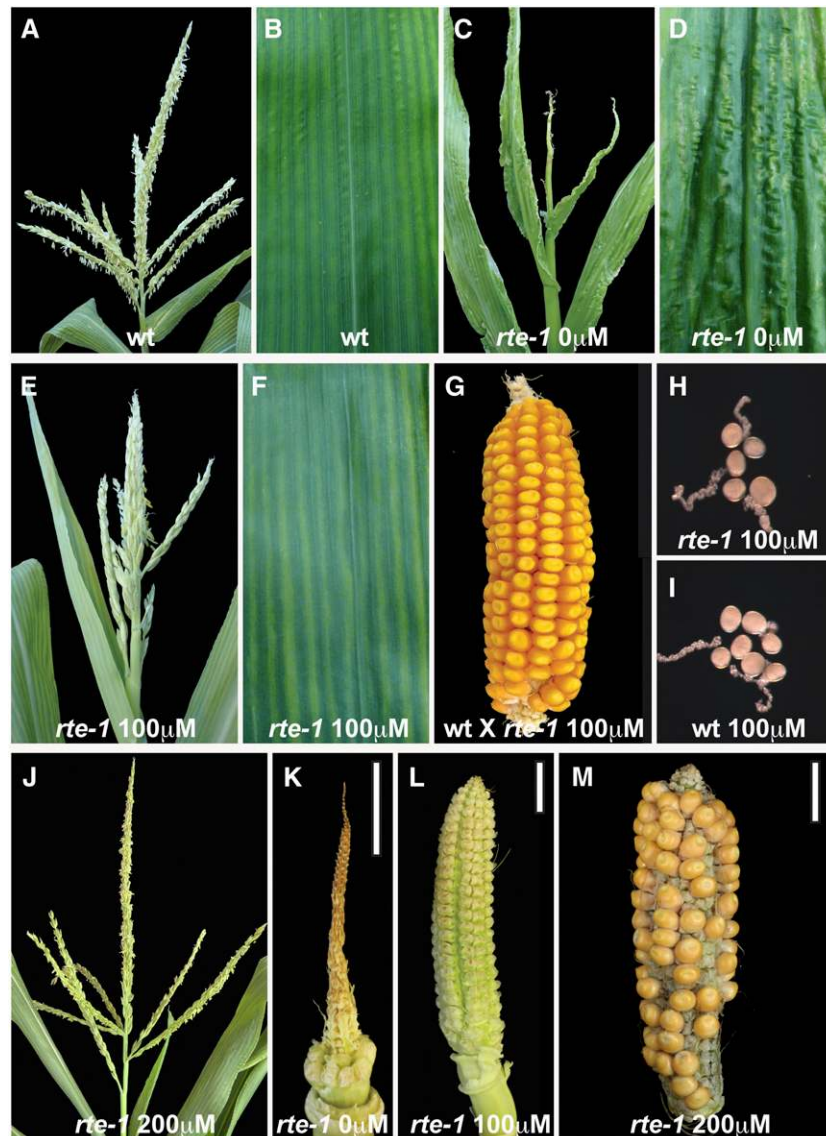 A
wt
B
wt
C
rte-1 0μM
D
rte-1 0μM
E
rte-1 100μM
F
rte-1 100μM
G
wt X rte-1 100μM
H
rte-1 100μM
I
wt 100μM
J
rte-1 200μM
K
rte-1 0μM
L
rte-1 100μM
M
rte-1 200μM